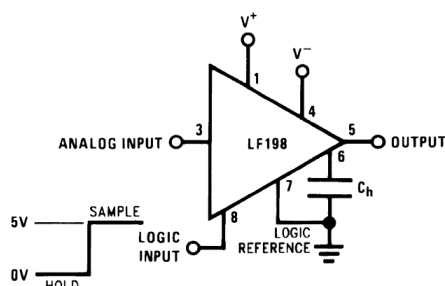 V+
V−
1
4
ANALOG INPUT
3
LF198
5
OUTPUT
6
7
8
Ch
5V
SAMPLE
LOGIC
INPUT
LOGIC
REFERENCE
0V
HOLD